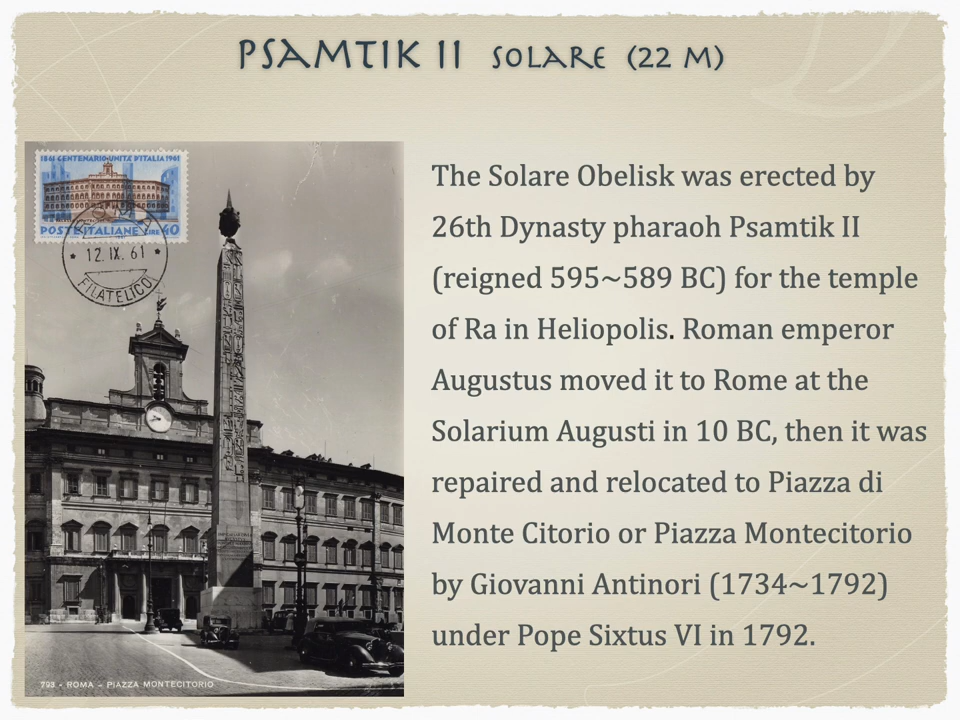 PSAMTIK II SOLARE (22 M)
1861 CENTENARIO·UNITÀ D'ITALIA 1961
POSTE ITALIANE LIRE 40
12. IX. 61
FILATELICO
793 - ROMA - PIAZZA MONTECITORIO
The Solare Obelisk was erected by
26th Dynasty pharaoh Psamtik II
(reigned 595~589 BC) for the temple
of Ra in Heliopolis. Roman emperor
Augustus moved it to Rome at the
Solarium Augusti in 10 BC, then it was
repaired and relocated to Piazza di
Monte Citorio or Piazza Montecitorio
by Giovanni Antinori (1734~1792)
under Pope Sixtus VI in 1792.